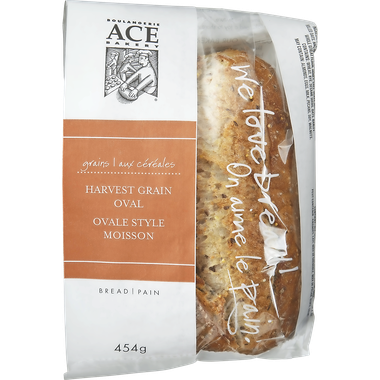 BOULANGERIE
ACE
BAKERY
grains | aux céréales
HARVEST GRAIN
OVAL
OVALE STYLE
MOISSON
BREAD | PAIN
454g
We love bread!
On aime le pain.